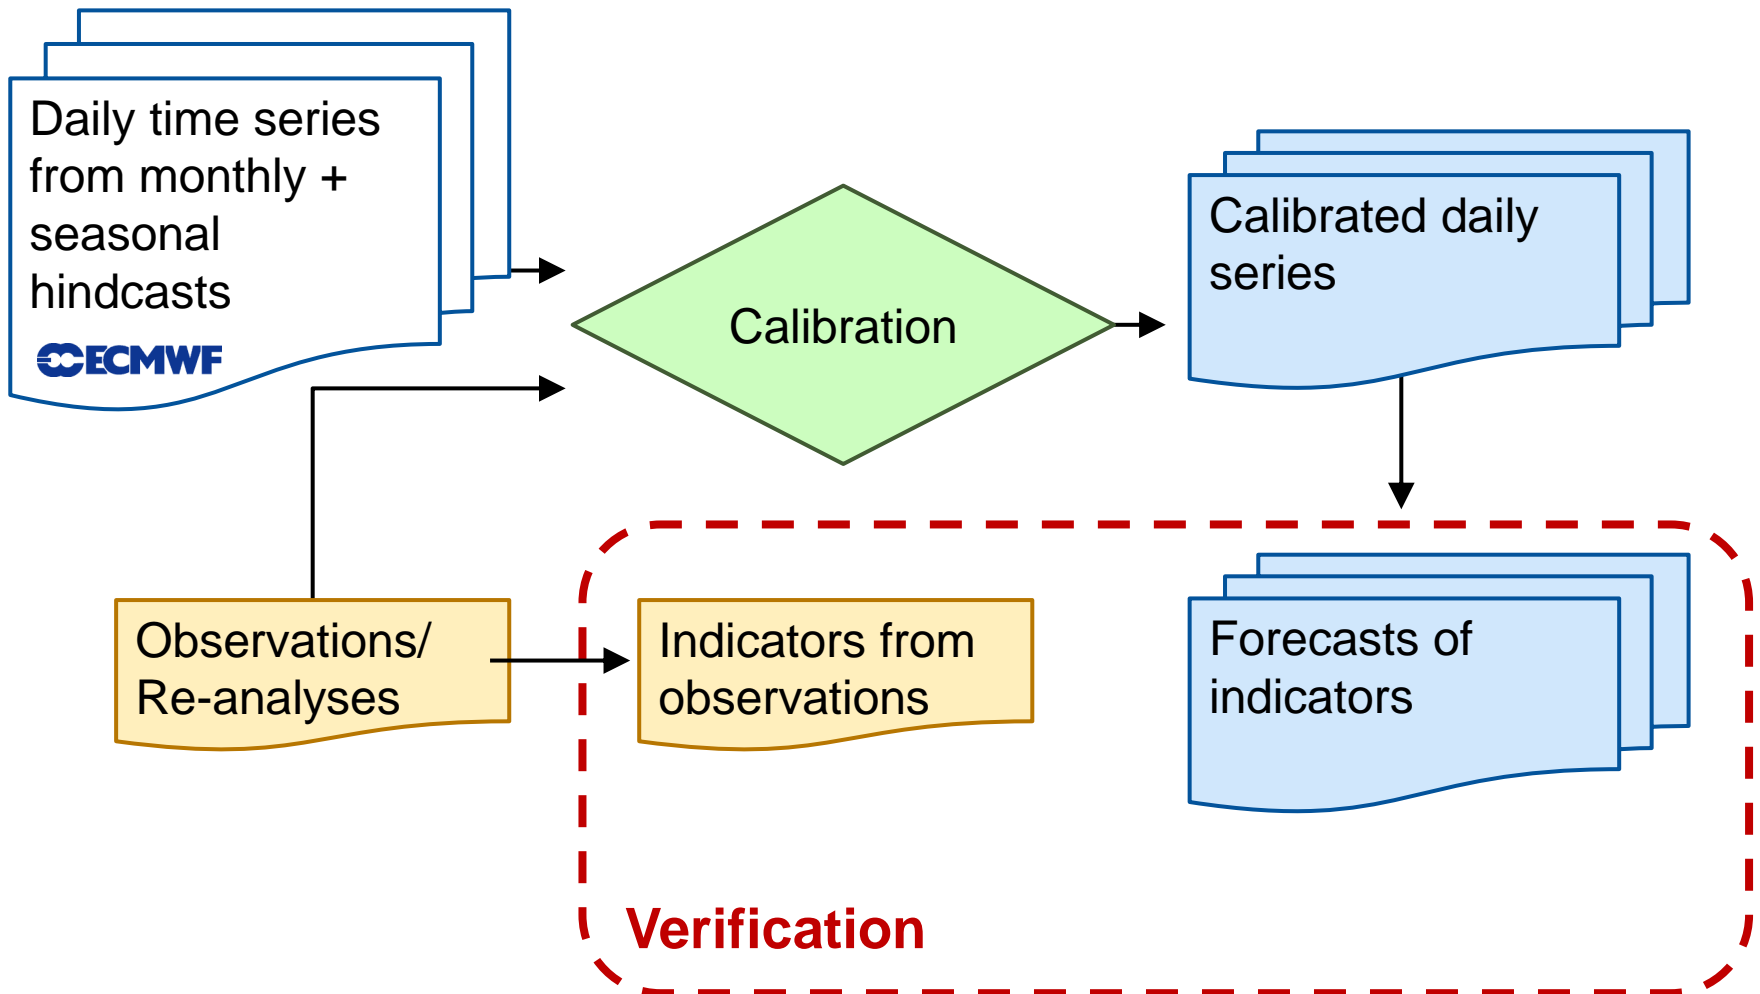 Daily time series
from monthly +
seasonal
hindcasts
ECMWF
Calibration
Calibrated daily
series
Observations/
Re-analyses
Indicators from
observations
Forecasts of
indicators
Verification